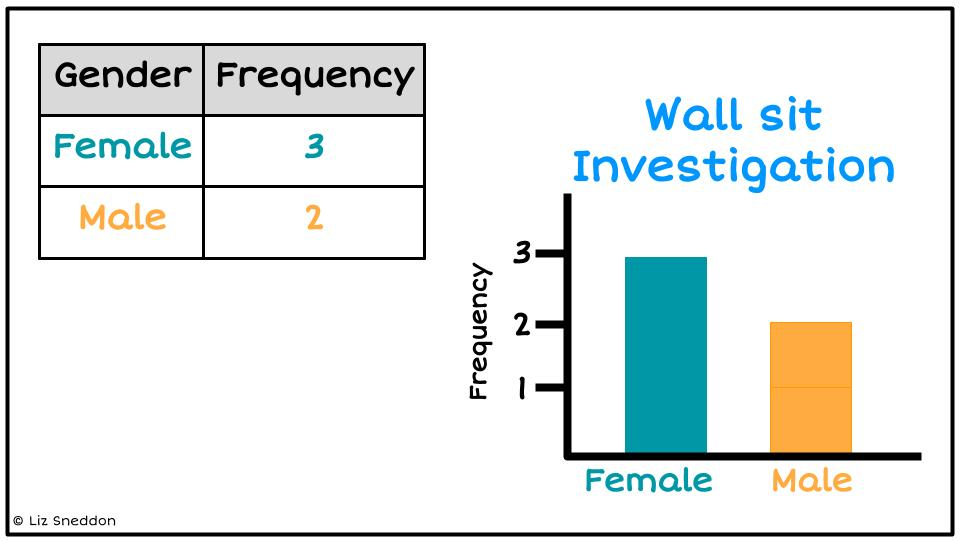 Gender Frequency
Female 3
Male 2
Wall sit
Investigation
Frequency
3
2
1
Female Male
© Liz Sneddon